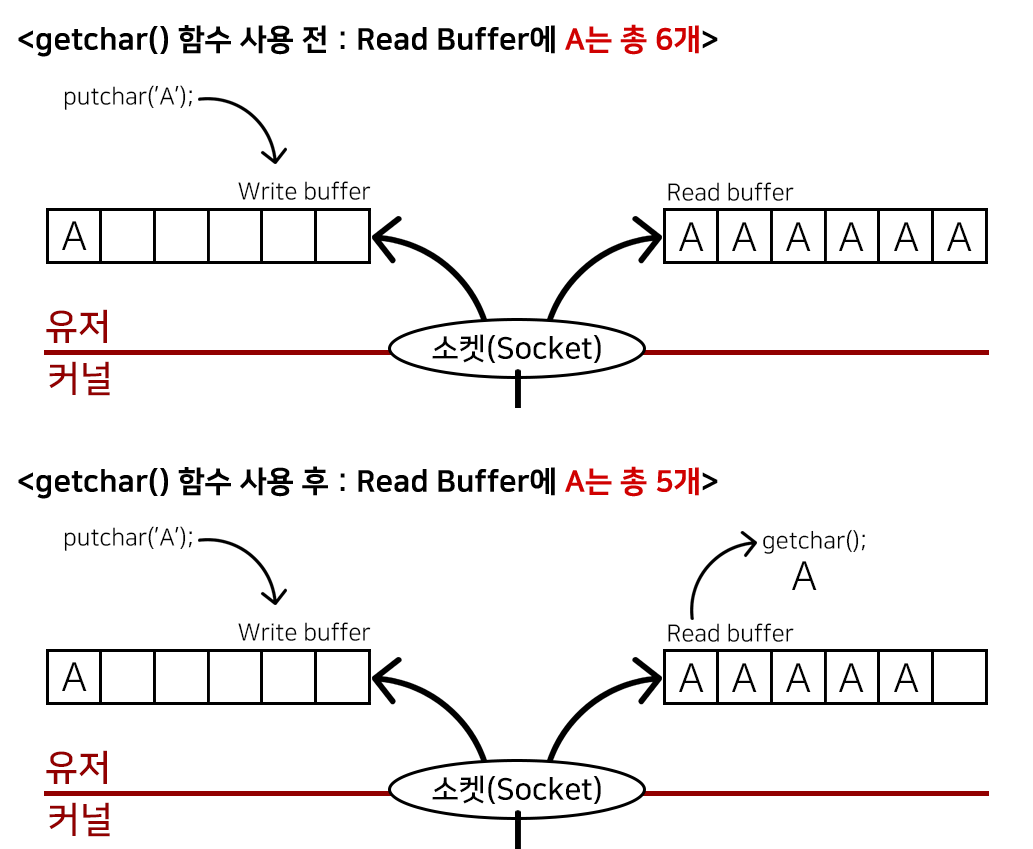 <getchar() 함수 사용 전 : Read Buffer에 A는 총 6개>
putchar('A');
Write buffer
Read buffer
A
A A A A A A
유저
소켓(Socket)
커널
<getchar() 함수 사용 후 : Read Buffer에 A는 총 5개>
putchar('A');
getchar();
A
Write buffer
Read buffer
A
A A A A A
유저
소켓(Socket)
커널